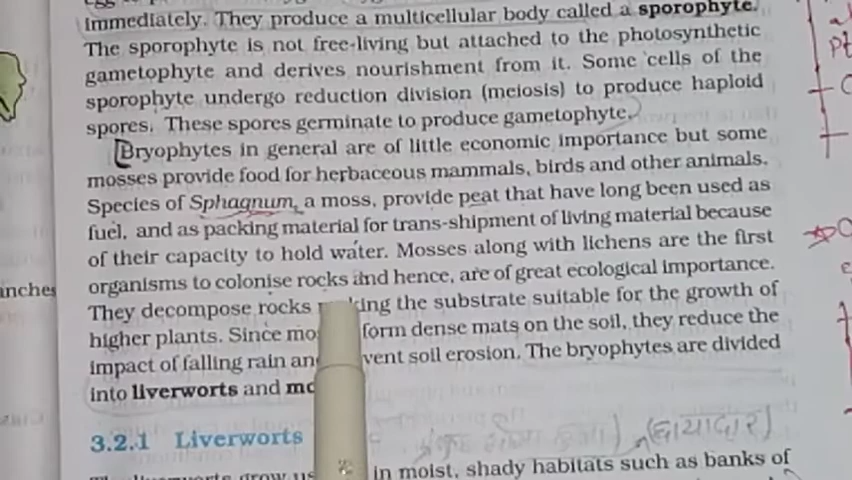 immediately. They produce a multicellular body called a sporophyte.
The sporophyte is not free-living but attached to the photosynthetic
gametophyte and derives nourishment from it. Some cells of the
sporophyte undergo reduction division (meiosis) to produce haploid
spores. These spores germinate to produce gametophyte.
Bryophytes in general are of little economic importance but some
mosses provide food for herbaceous mammals, birds and other animals.
Species of Sphagnum, a moss, provide peat that have long been used as
fuel, and as packing material for trans-shipment of living material because
of their capacity to hold water. Mosses along with lichens are the first
organisms to colonise rocks and hence, are of great ecological importance.
They decompose rocks the substrate suitable for the growth of
higher plants. Since form dense mats on the soil, they reduce the
impact of falling rain soil erosion. The bryophytes are divided
into liverworts and
3.2.1 Liverworts
(छायादार)
in moist, shady habitats such as banks of